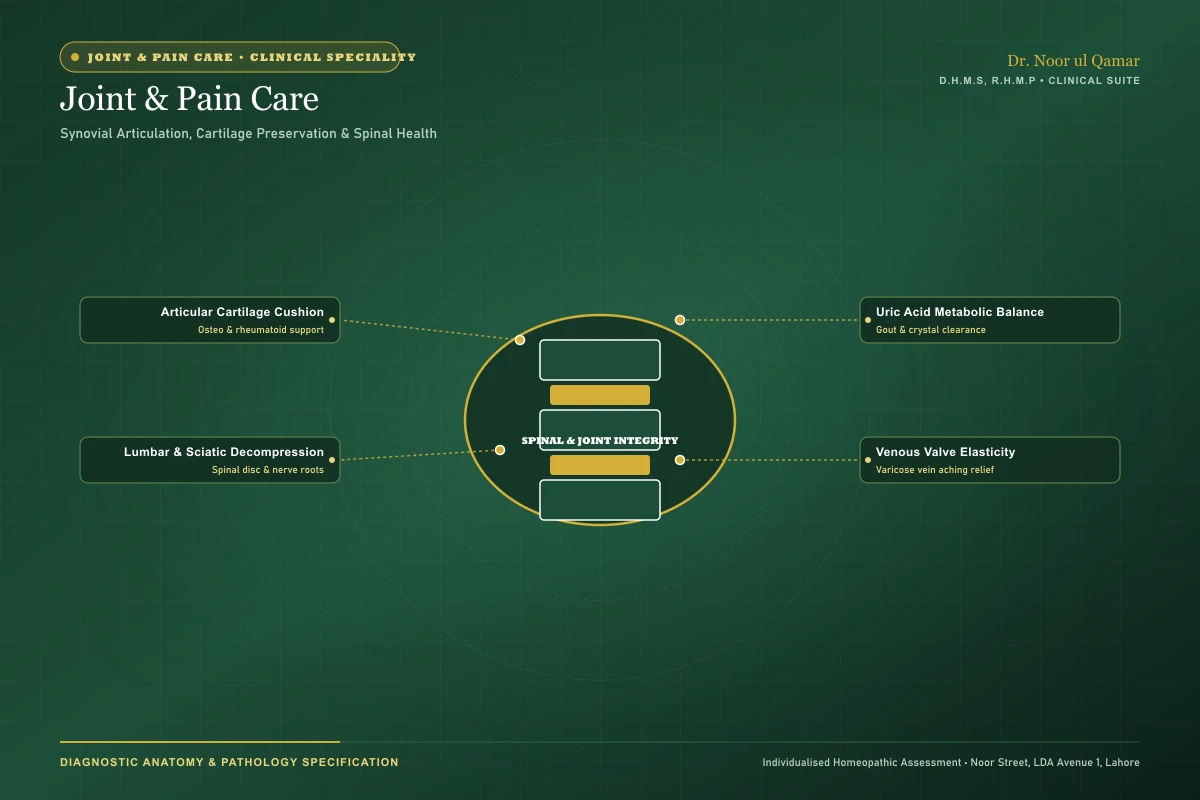 JOINT & PAIN CARE • CLINICAL SPECIALITY
Joint & Pain Care
Synovial Articulation, Cartilage Preservation & Spinal Health
Dr. Noor ul Qamar
D.H.M.S, R.H.M.P • CLINICAL SUITE
Articular Cartilage Cushion
Osteo & rheumatoid support
Uric Acid Metabolic Balance
Gout & crystal clearance
SPINAL & JOINT INTEGRITY
Lumbar & Sciatic Decompression
Spinal disc & nerve roots
Venous Valve Elasticity
Varicose vein aching relief
DIAGNOSTIC ANATOMY & PATHOLOGY SPECIFICATION
Individualised Homeopathic Assessment • Noor Street, LDA Avenue 1, Lahore